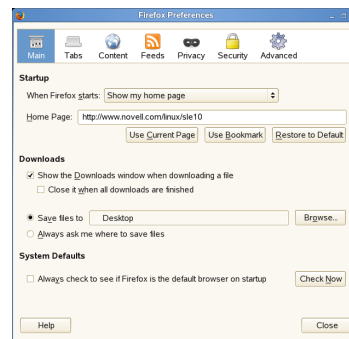 Firefox Preferences
Main Tabs Content Feeds Privacy Security Advanced
Startup
When Firefox starts: Show my home page
Home Page: http://www.novell.com/linux/sle10
Use Current Page Use Bookmark Restore to Default
Downloads
Show the Downloads window when downloading a file
Close it when all downloads are finished
Save files to Desktop Browse...
Always ask me where to save files
System Defaults
Always check to see if Firefox is the default browser on startup Check Now
Help Close